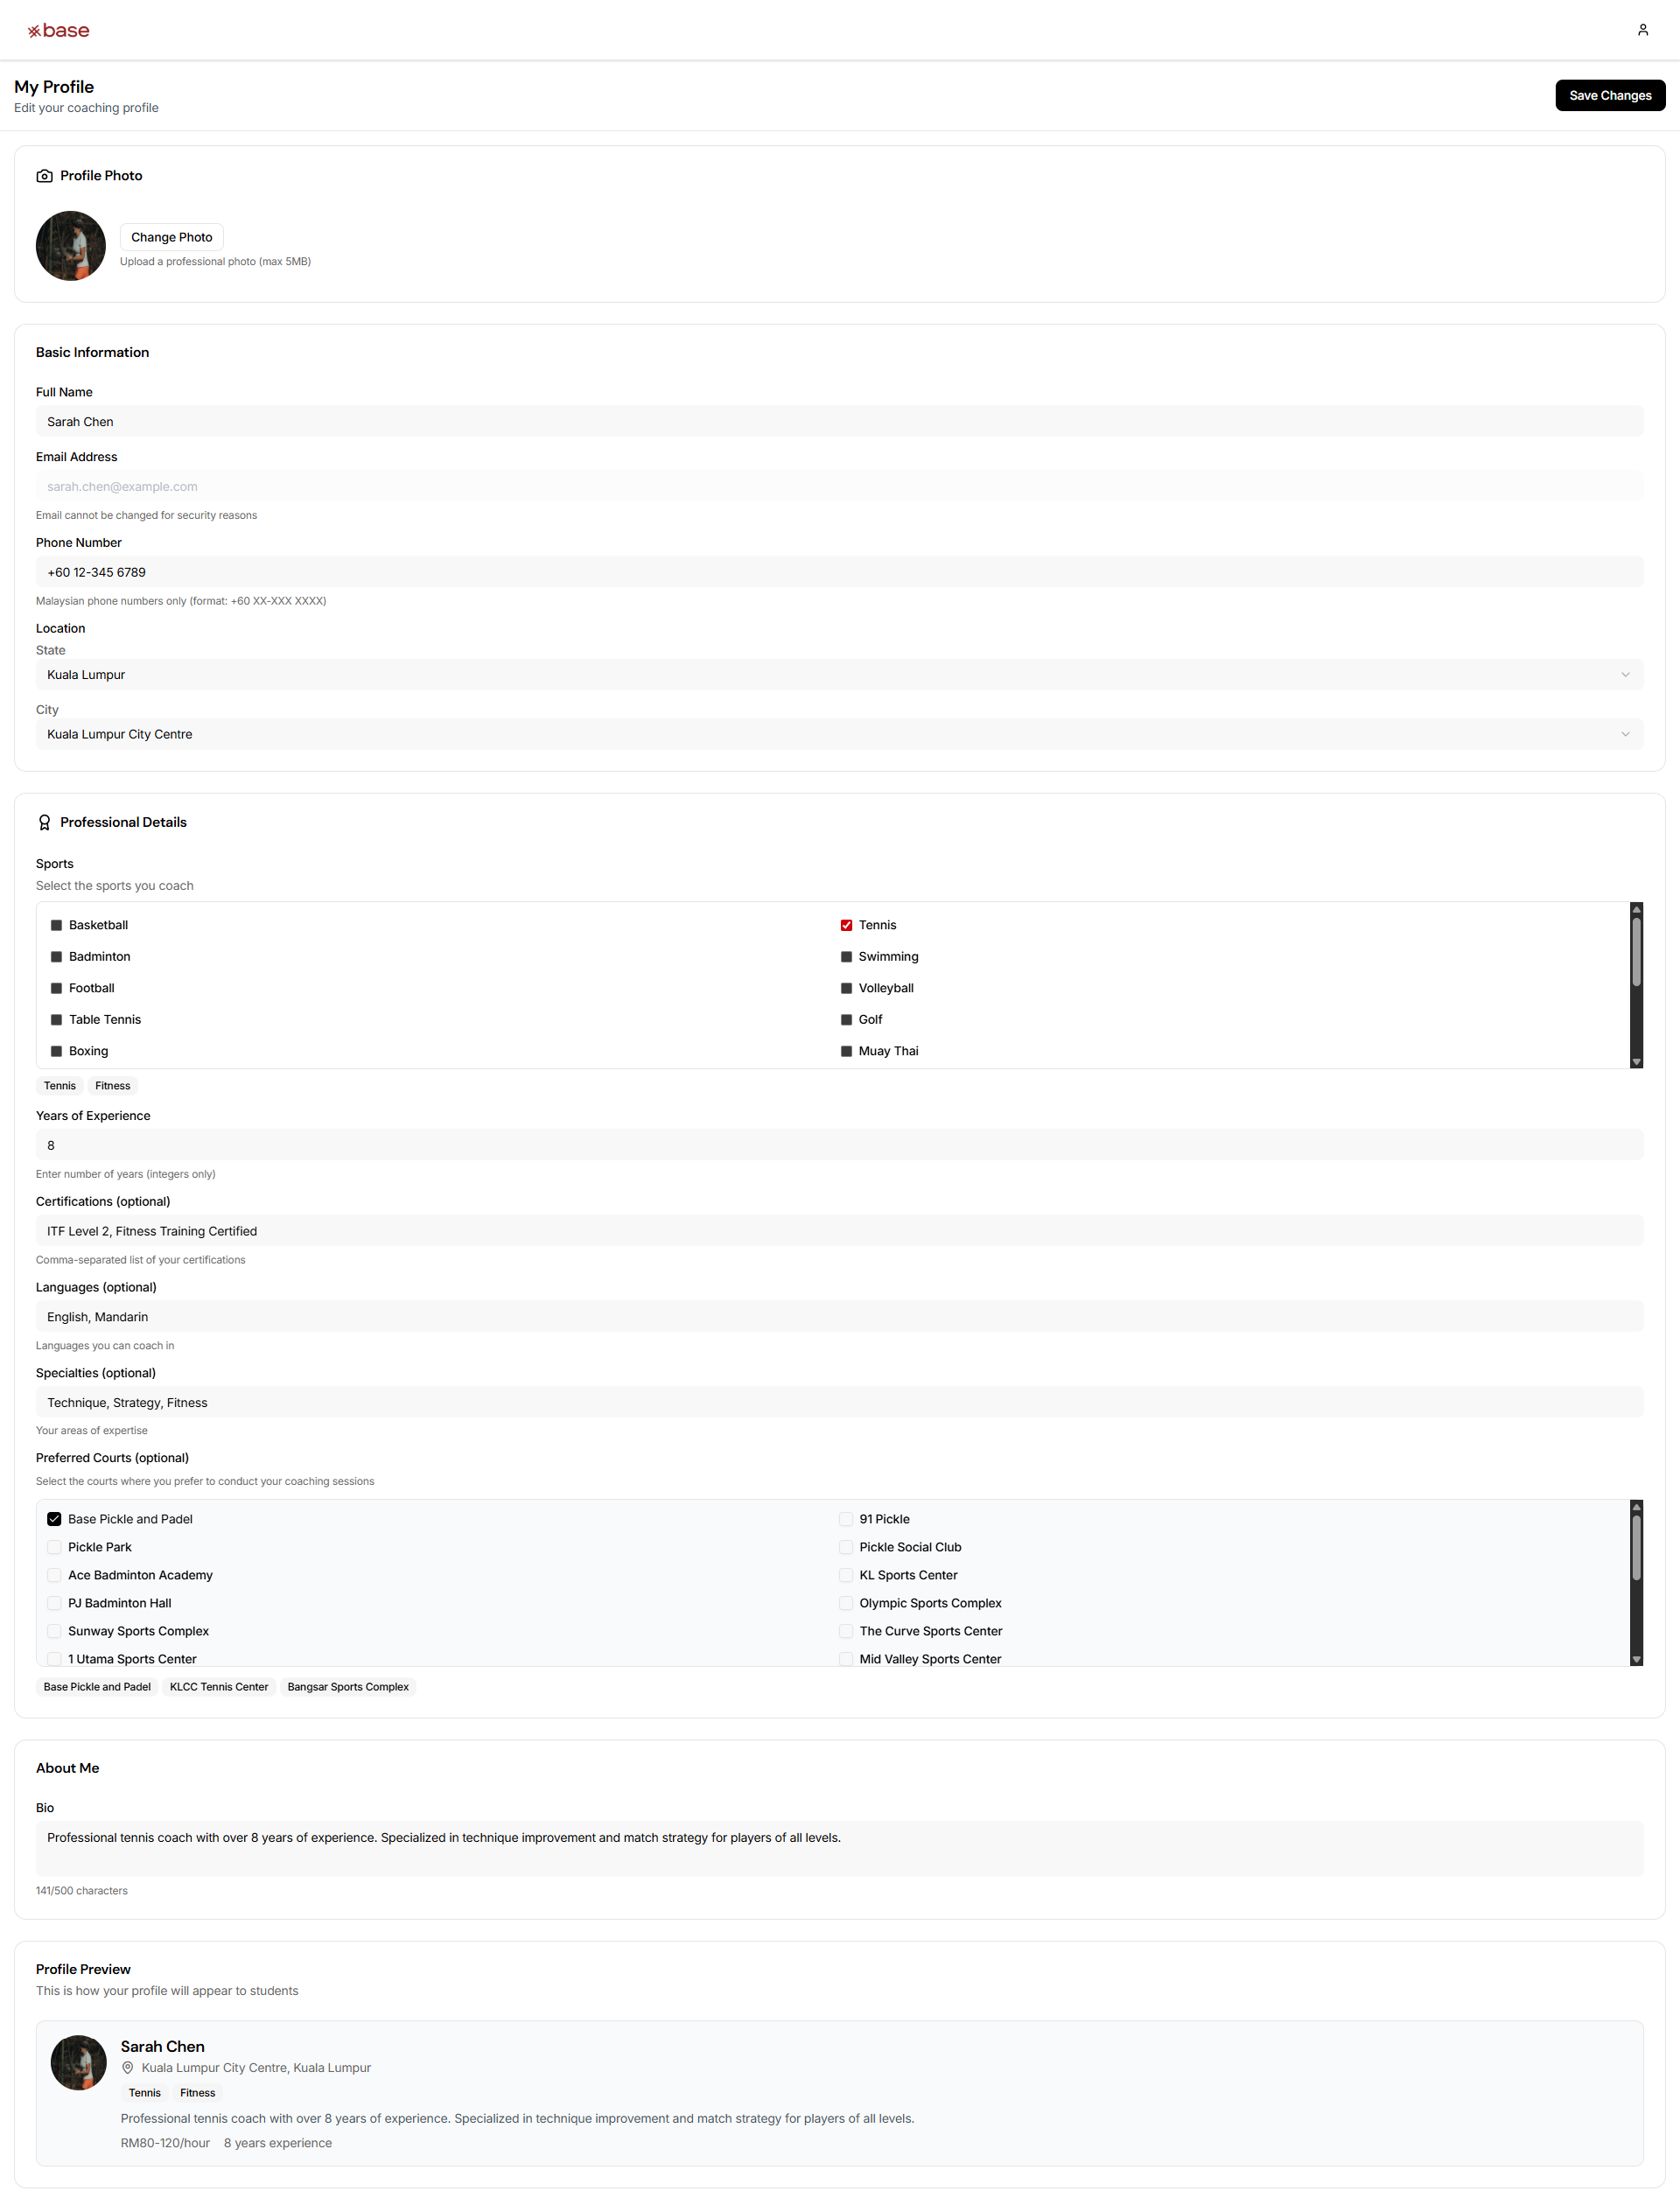 base
My Profile
Edit your coaching profile
Save Changes
Profile Photo
Change Photo
Upload a professional photo (max 5MB)
Basic Information
Full Name
Sarah Chen
Email Address
sarah.chen@example.com
Email cannot be changed for security reasons
Phone Number
+60 12-345 6789
Malaysian phone numbers only (format: +60 XX-XXX XXXX)
Location
State
Kuala Lumpur
City
Kuala Lumpur City Centre
Professional Details
Sports
Select the sports you coach
Basketball Tennis
Badminton Swimming
Football Volleyball
Table Tennis Golf
Boxing Muay Thai
Tennis Fitness
Years of Experience
8
Enter number of years (integers only)
Certifications (optional)
ITF Level 2, Fitness Training Certified
Comma-separated list of your certifications
Languages (optional)
English, Mandarin
Languages you can coach in
Specialties (optional)
Technique, Strategy, Fitness
Your areas of expertise
Preferred Courts (optional)
Select the courts where you prefer to conduct your coaching sessions
Base Pickle and Padel 91 Pickle
Pickle Park Pickle Social Club
Ace Badminton Academy KL Sports Center
PJ Badminton Hall Olympic Sports Complex
Sunway Sports Complex The Curve Sports Center
1 Utama Sports Center Mid Valley Sports Center
Base Pickle and Padel KLCC Tennis Center Bangsar Sports Complex
About Me
Bio
Professional tennis coach with over 8 years of experience. Specialized in technique improvement and match strategy for players of all levels.
141/500 characters
Profile Preview
This is how your profile will appear to students
Sarah Chen
Kuala Lumpur City Centre, Kuala Lumpur
Tennis Fitness
Professional tennis coach with over 8 years of experience. Specialized in technique improvement and match strategy for players of all levels.
RM80-120/hour 8 years experience